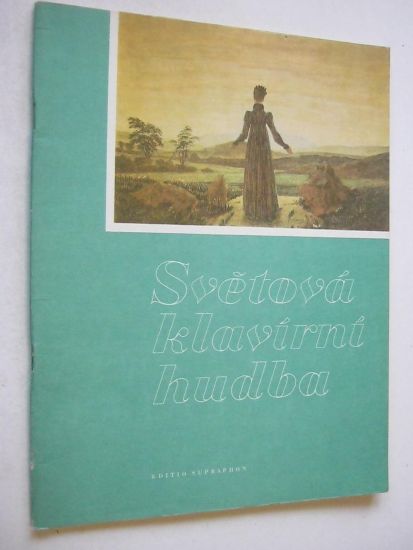 Světová
klavírní
hudba
EDITIO SUPRAPHON